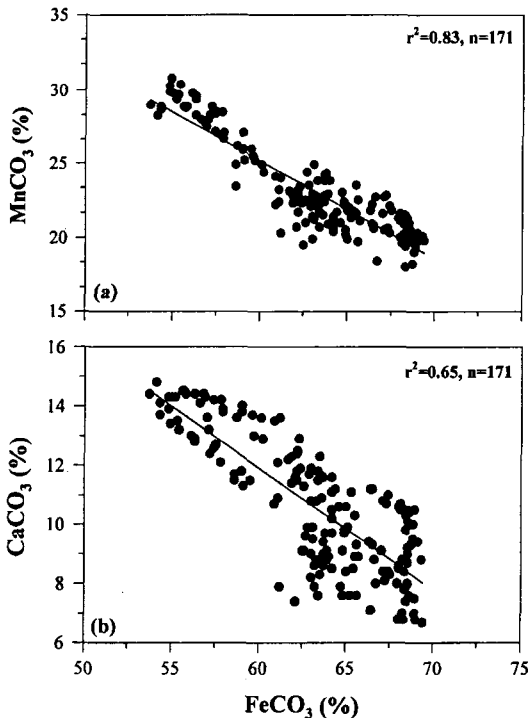 r²=0.83, n=171
35
30
25
20
15
MnCO₃ (%)
(a)
r²=0.65, n=171
16
14
12
10
8
6
CaCO₃ (%)
(b)
50 55 60 65 70 75
FeCO₃ (%)